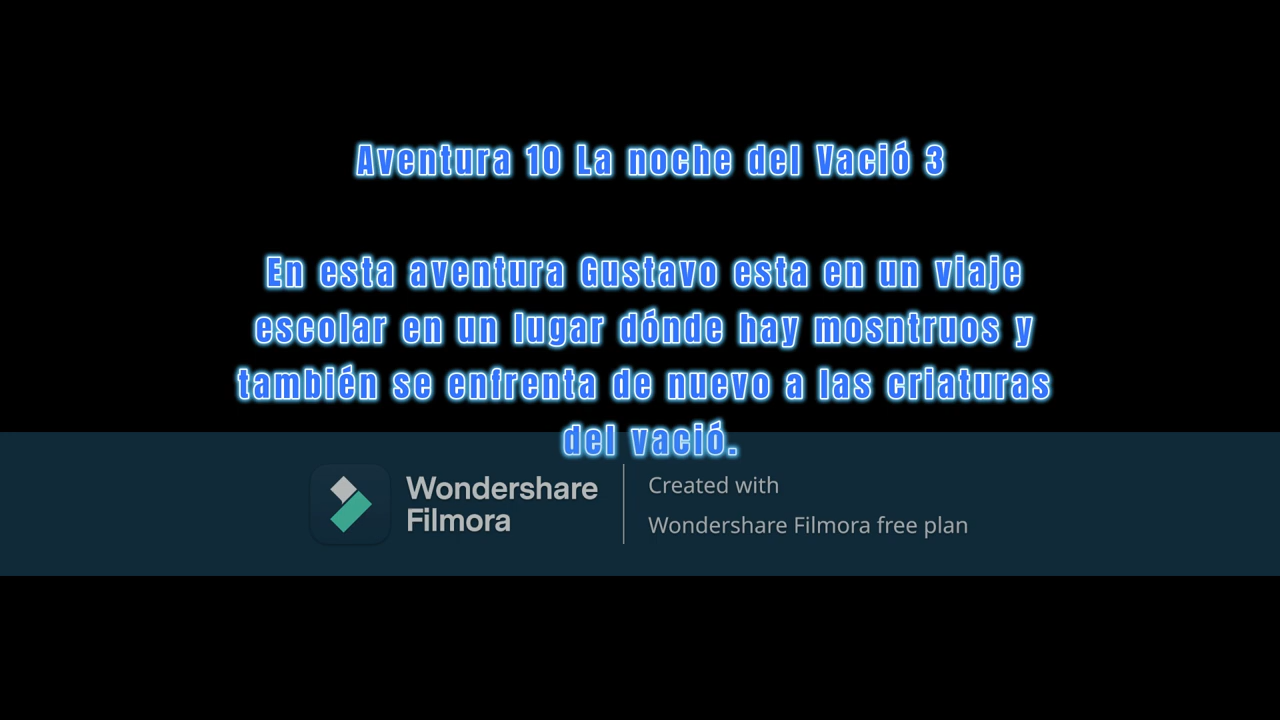 Aventura 10 La noche del Vació 3
En esta aventura Gustavo esta en un viaje
escolar en un lugar dónde hay mosntruos y
también se enfrenta de nuevo a las criaturas
del vació.
Wondershare
Filmora
Created with
Wondershare Filmora free plan